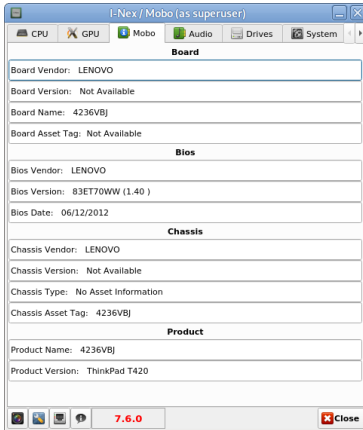 I-Nex / Mobo (as superuser)
CPU GPU Mobo Audio Drives System
Board
Board Vendor: LENOVO
Board Version: Not Available
Board Name: 4236VBJ
Board Asset Tag: Not Available
Bios
Bios Vendor: LENOVO
Bios Version: 83ET70WW (1.40 )
Bios Date: 06/12/2012
Chassis
Chassis Vendor: LENOVO
Chassis Version: Not Available
Chassis Type: No Asset Information
Chassis Asset Tag: 4236VBJ
Product
Product Name: 4236VBJ
Product Version: ThinkPad T420
7.6.0 Close